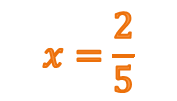 x = 2/5